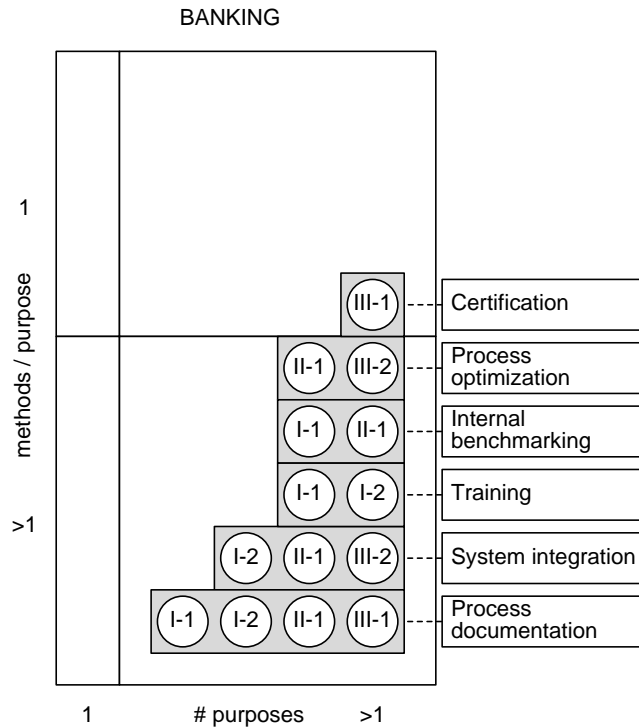 BANKING
1
methods / purpose
>1
III-1
Certification
II-1 III-2
Process
optimization
I-1 II-1
Internal
benchmarking
I-1 I-2
Training
I-2 II-1 III-2
System integration
I-1 I-2 II-1 III-1
Process
documentation
1 # purposes >1